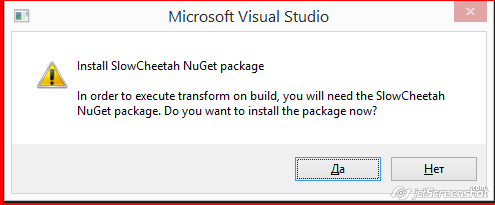 Microsoft Visual Studio
Install SlowCheetah NuGet package
In order to execute transform on build, you will need the SlowCheetah
NuGet package. Do you want to install the package now?
Да
Нет
jetScreenshot